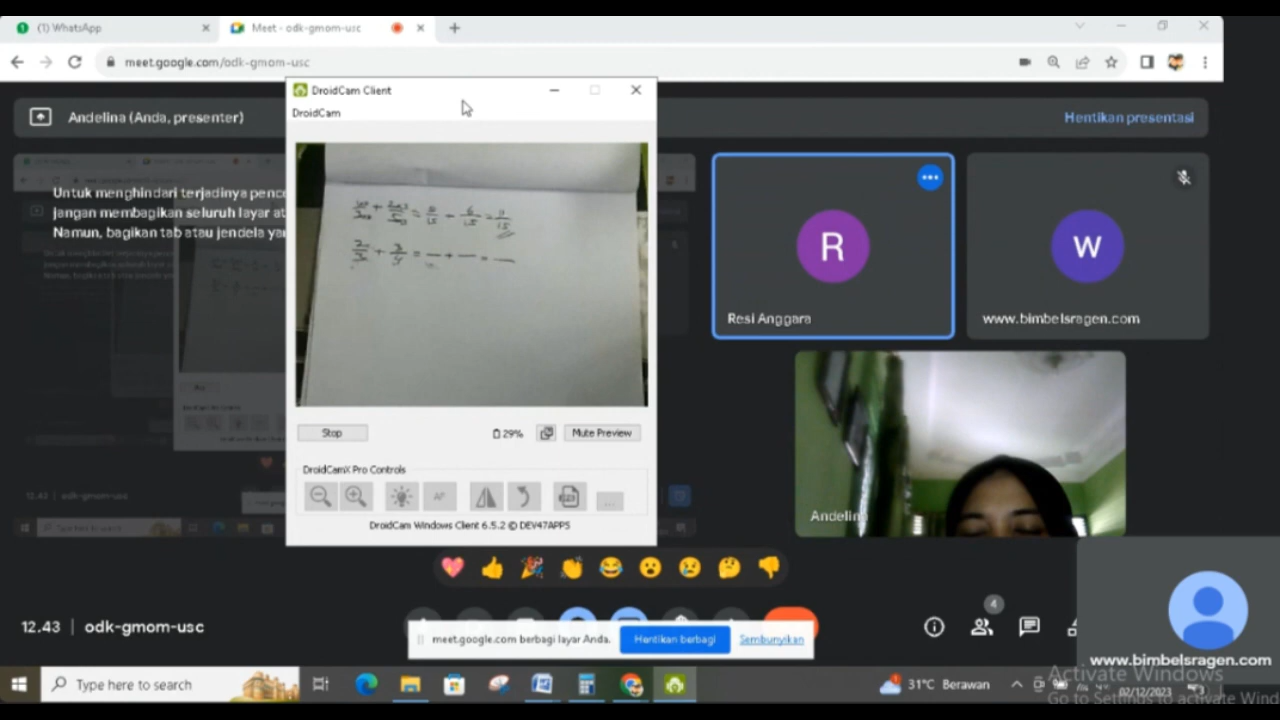 (1) WhatsApp
Meet - odk-gmom-usc
meet.google.com/odk-gmom-usc
DroidCam Client
DroidCam
Andelina (Anda, presenter)
Hentikan presentasi
Untuk menghindari terjadinya
jangan membagikan seluruh layar
Namun, bagikan tab atau jendela
R
W
Resi Anggara
www.bimbelsragen.com
Stop
29%
Mute Preview
DroidCamX Pro Controls
AF
...
DroidCam Windows Client 6.5.2 © DEV47APPS
Andelina
4
12.43 | odk-gmom-usc
meet.google.com berbagi layar Anda.
Hentikan berbagi
Sembunyikan
www.bimbelsragen.com
Activate Windows
Go to Settings to activate Wind
Type here to search
31°C Berawan
02/12/2023